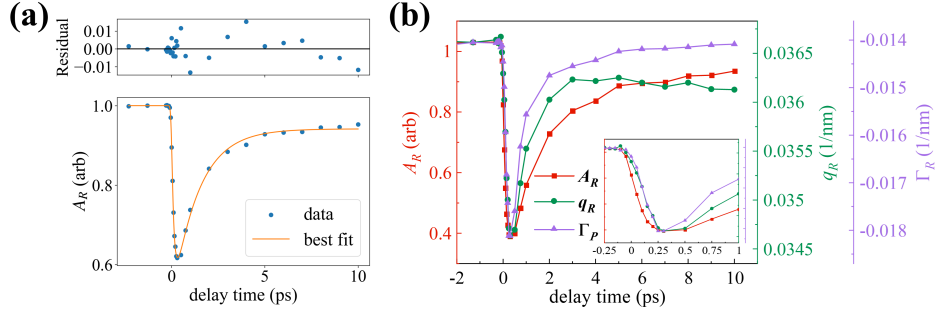 (a)
Residual
0.01
0.00
−0.01
A_R (arb)
1.0
0.8
0.6
data
best fit
0
5
10
delay time (ps)
(b)
A_R (arb)
1
0.9
0.8
0.6
0.4
A_R
q_R
Γ_P
-0.25
0
0.25
0.5
0.75
1
-2
0
2
4
6
8
10
delay time (ps)
0.0365
0.036
0.0355
0.035
0.0345
q_R (1/nm)
-0.014
-0.015
-0.016
-0.017
-0.018
Γ_R (1/nm)